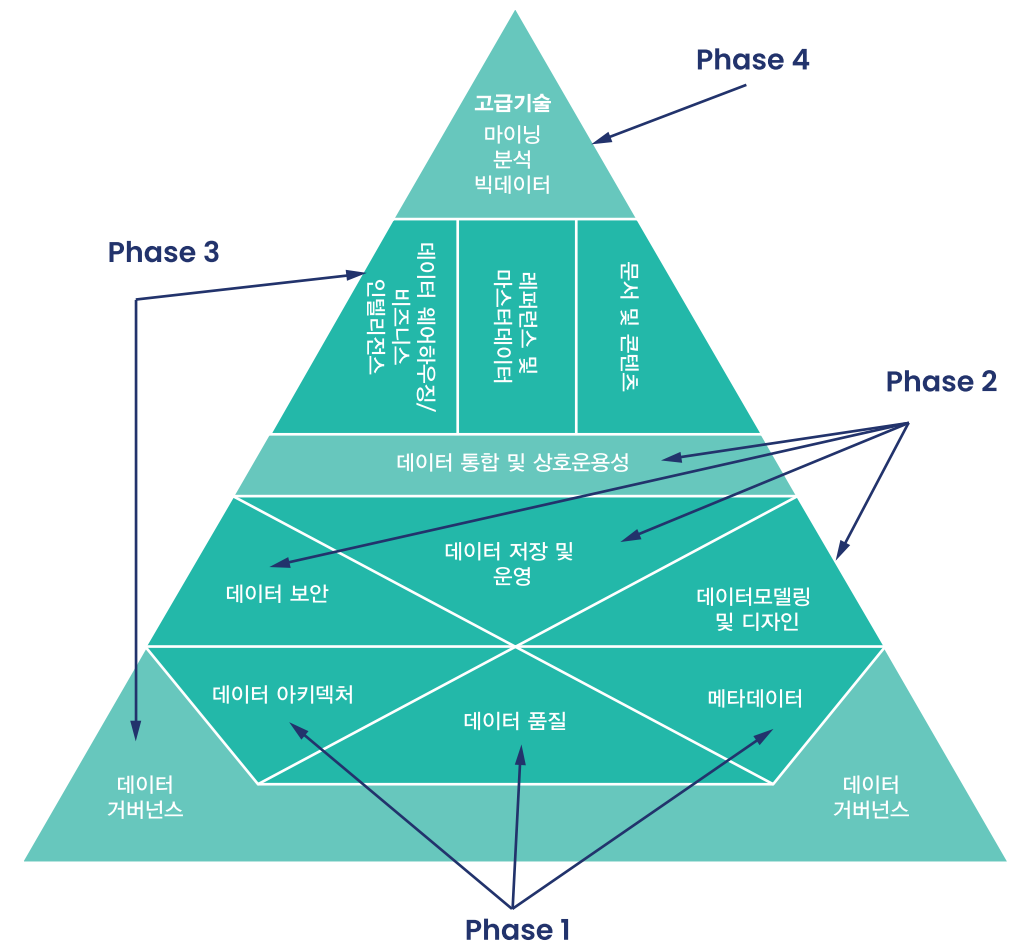 Phase 4
고급기술
마이닝
분석
빅데이터
Phase 3
데이터 웨어하우징/
비즈니스
인텔리전스
레퍼런스 및
마스터데이터
문서 및 콘텐츠
Phase 2
데이터 통합 및 상호운용성
데이터 저장 및
운영
데이터 보안
데이터모델링
및 디자인
데이터 아키텍처
메타데이터
데이터 품질
데이터
거버넌스
데이터
거버넌스
Phase 1